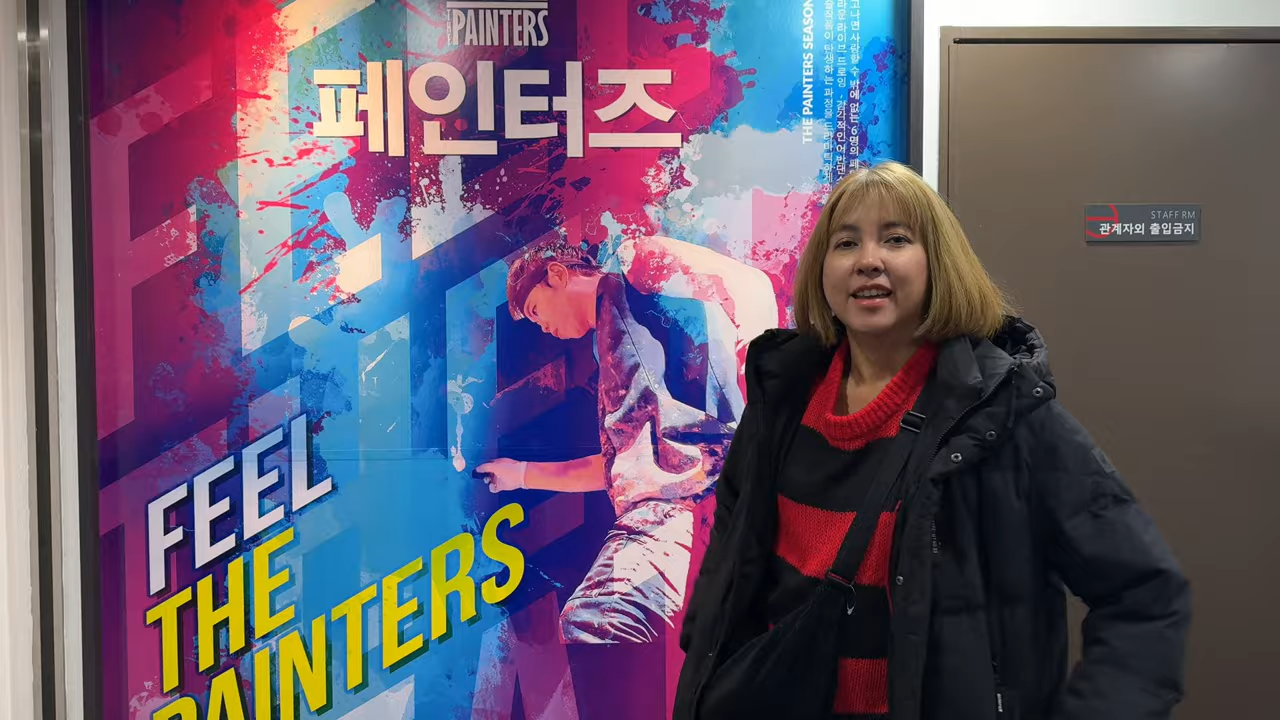 THE PAINTERS
페인터즈
THE PAINTERS SEASON
FEEL
THE
PAINTERS
STAFF RM
관계자외 출입금지